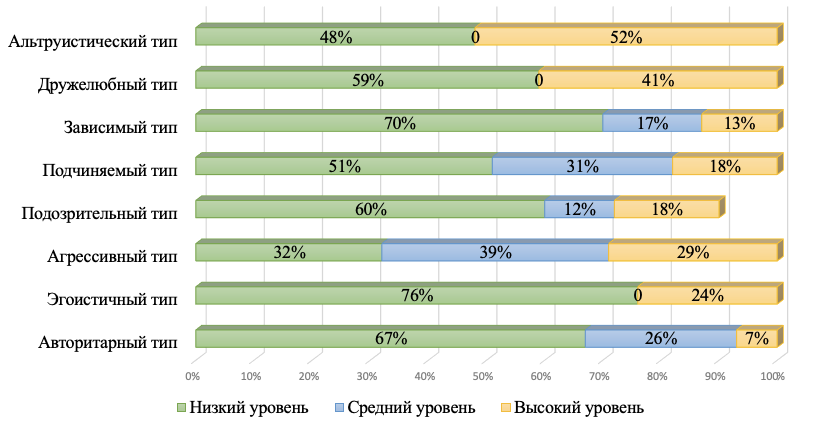 Альтруистический тип 48% 0 52%
Дружелюбный тип 59% 0 41%
Зависимый тип 70% 17% 13%
Подчиняемый тип 51% 31% 18%
Подозрительный тип 60% 12% 18%
Агрессивный тип 32% 39% 29%
Эгоистичный тип 76% 0 24%
Авторитарный тип 67% 26% 7%
0% 10% 20% 30% 40% 50% 60% 70% 80% 90% 100%
Низкий уровень Средний уровень Высокий уровень